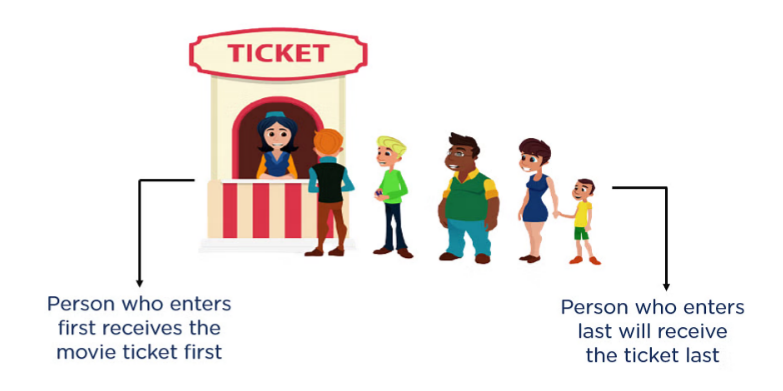 TICKET
Person who enters
first receives the
movie ticket first
Person who enters
last will receive
the ticket last